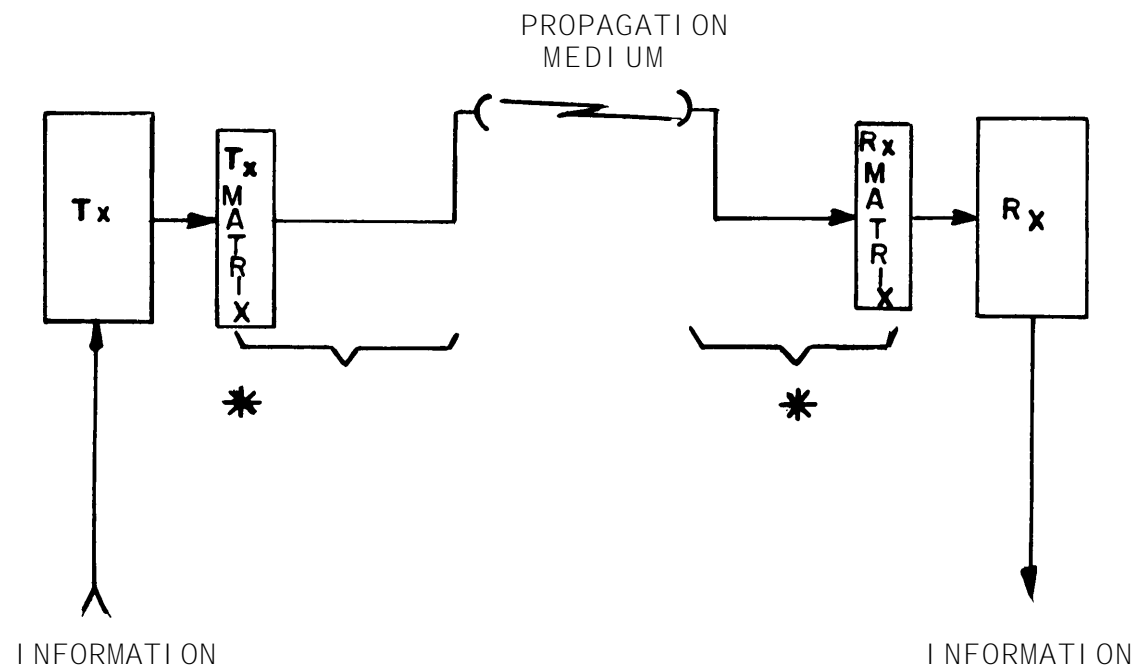 PROPAGATION
MEDIUM
Tx
Tx MATRIX
Rx MATRIX
Rx
*
*
INFORMATION
INFORMATION